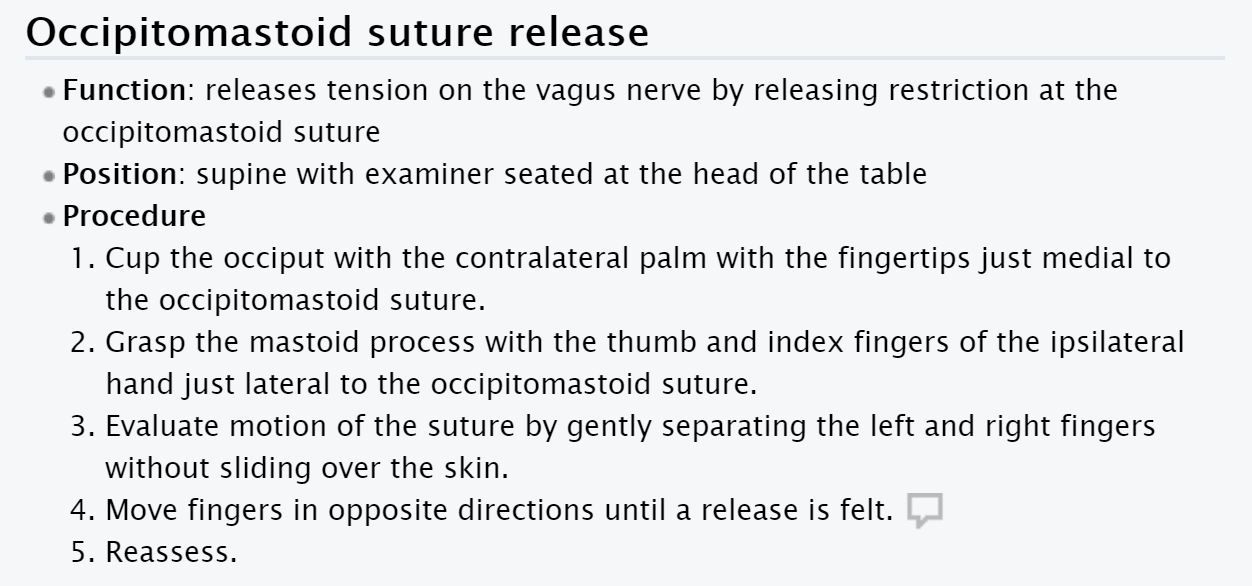 Occipitomastoid suture release
Function: releases tension on the vagus nerve by releasing restriction at the
occipitomastoid suture
Position: supine with examiner seated at the head of the table
Procedure
1. Cup the occiput with the contralateral palm with the fingertips just medial to
the occipitomastoid suture.
2. Grasp the mastoid process with the thumb and index fingers of the ipsilateral
hand just lateral to the occipitomastoid suture.
3. Evaluate motion of the suture by gently separating the left and right fingers
without sliding over the skin.
4. Move fingers in opposite directions until a release is felt.
5. Reassess.